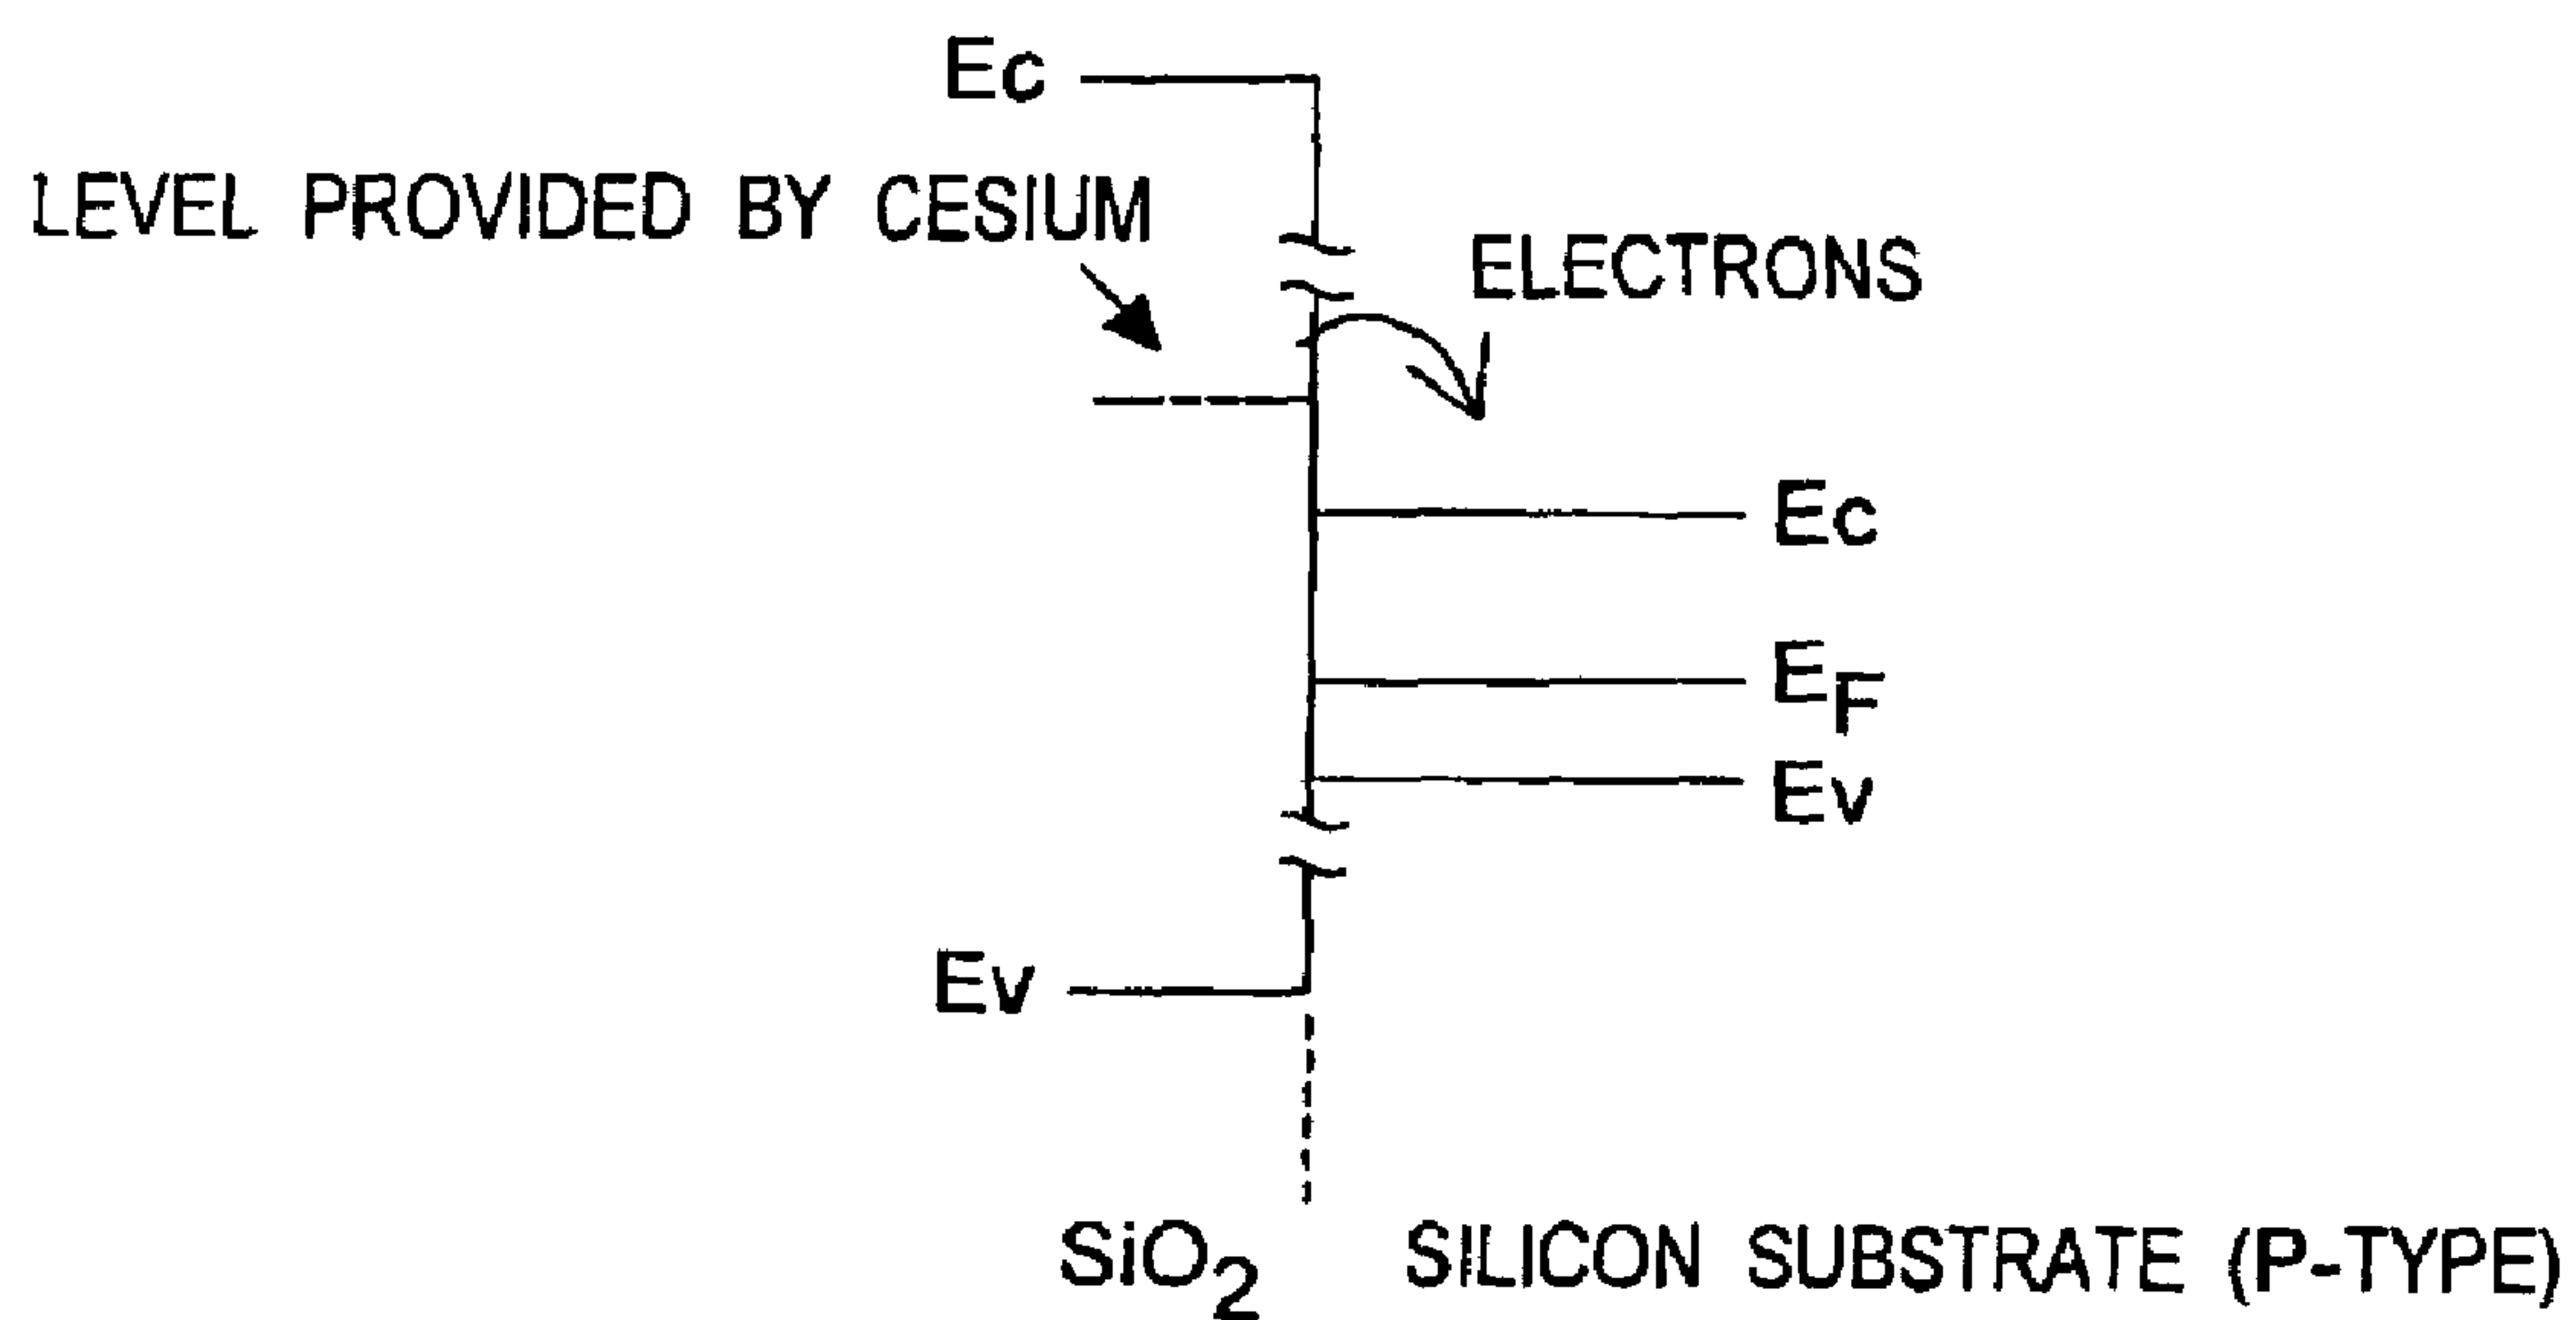 Ec
LEVEL PROVIDED BY CESIUM
ELECTRONS
Ec
EF
Ev
Ev
SiO2 SILICON SUBSTRATE (P-TYPE)